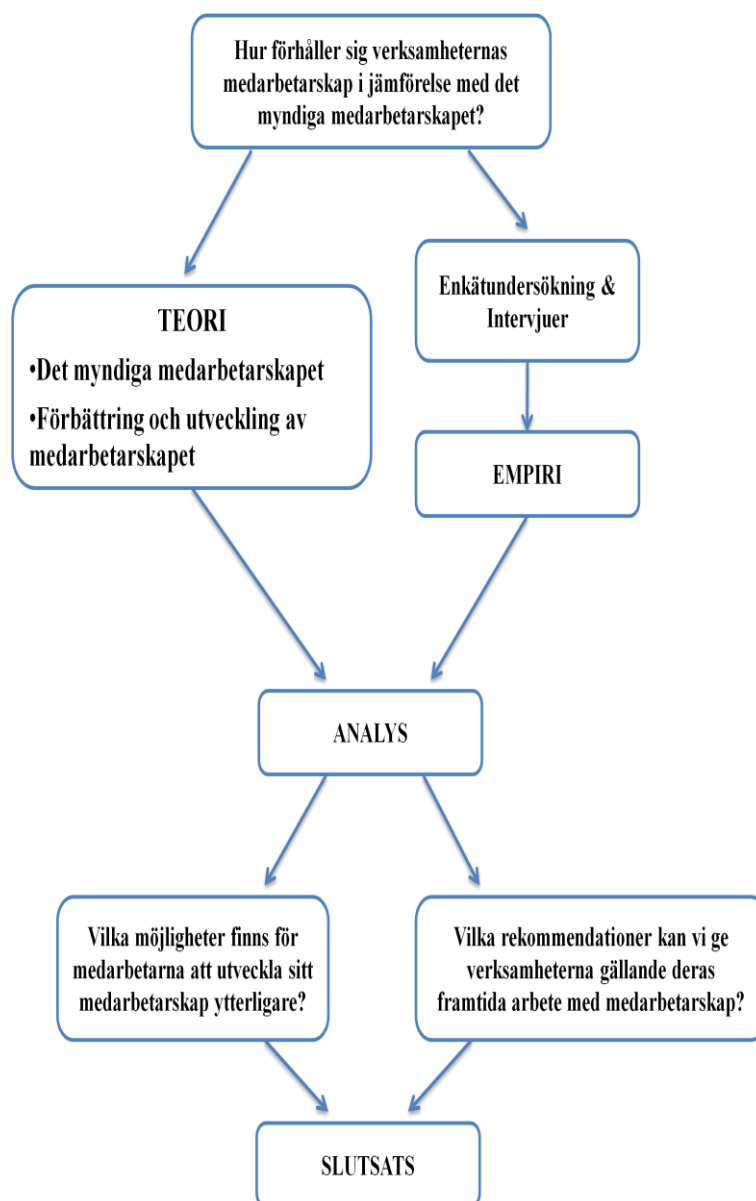 Hur förhåller sig verksamheternas
medarbetarskap i jämförelse med det
myndiga medarbetarskapet?
TEORI
•Det myndiga medarbetarskapet
•Förbättring och utveckling av
medarbetarskapet
Enkätundersökning &
Intervjuer
EMPIRI
ANALYS
Vilka möjligheter finns för
medarbetarna att utveckla sitt
medarbetarskap ytterligare?
Vilka rekommendationer kan vi ge
verksamheterna gällande deras
framtida arbete med medarbetarskap?
SLUTSATS